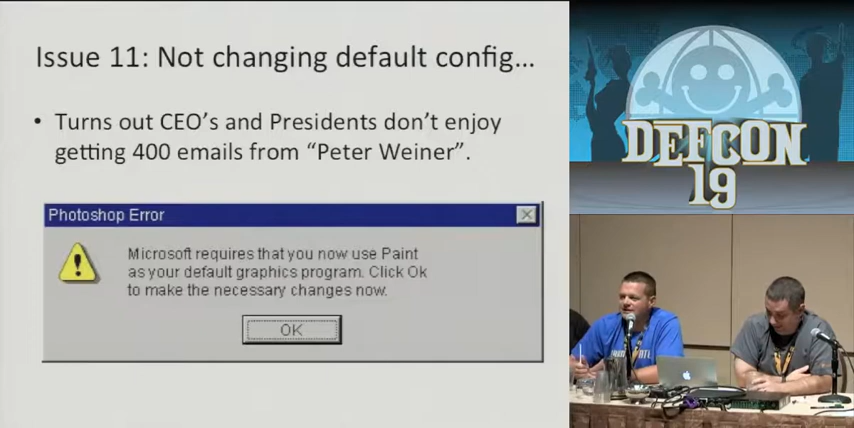 Issue 11: Not changing default config…
• Turns out CEO’s and Presidents don’t enjoy
getting 400 emails from “Peter Weiner”.
Photoshop Error
Microsoft requires that you now use Paint
as your default graphics program. Click Ok
to make the necessary changes now.
OK
DEFCON
19